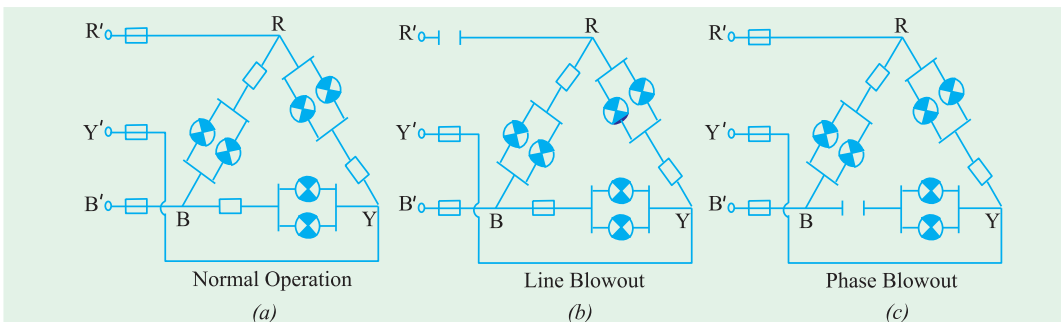 R′
R
Y′
B′
B
Y
Normal Operation
(a)
R′
R
Y′
B′
B
Y
Line Blowout
(b)
R′
R
Y′
B′
B
Y
Phase Blowout
(c)